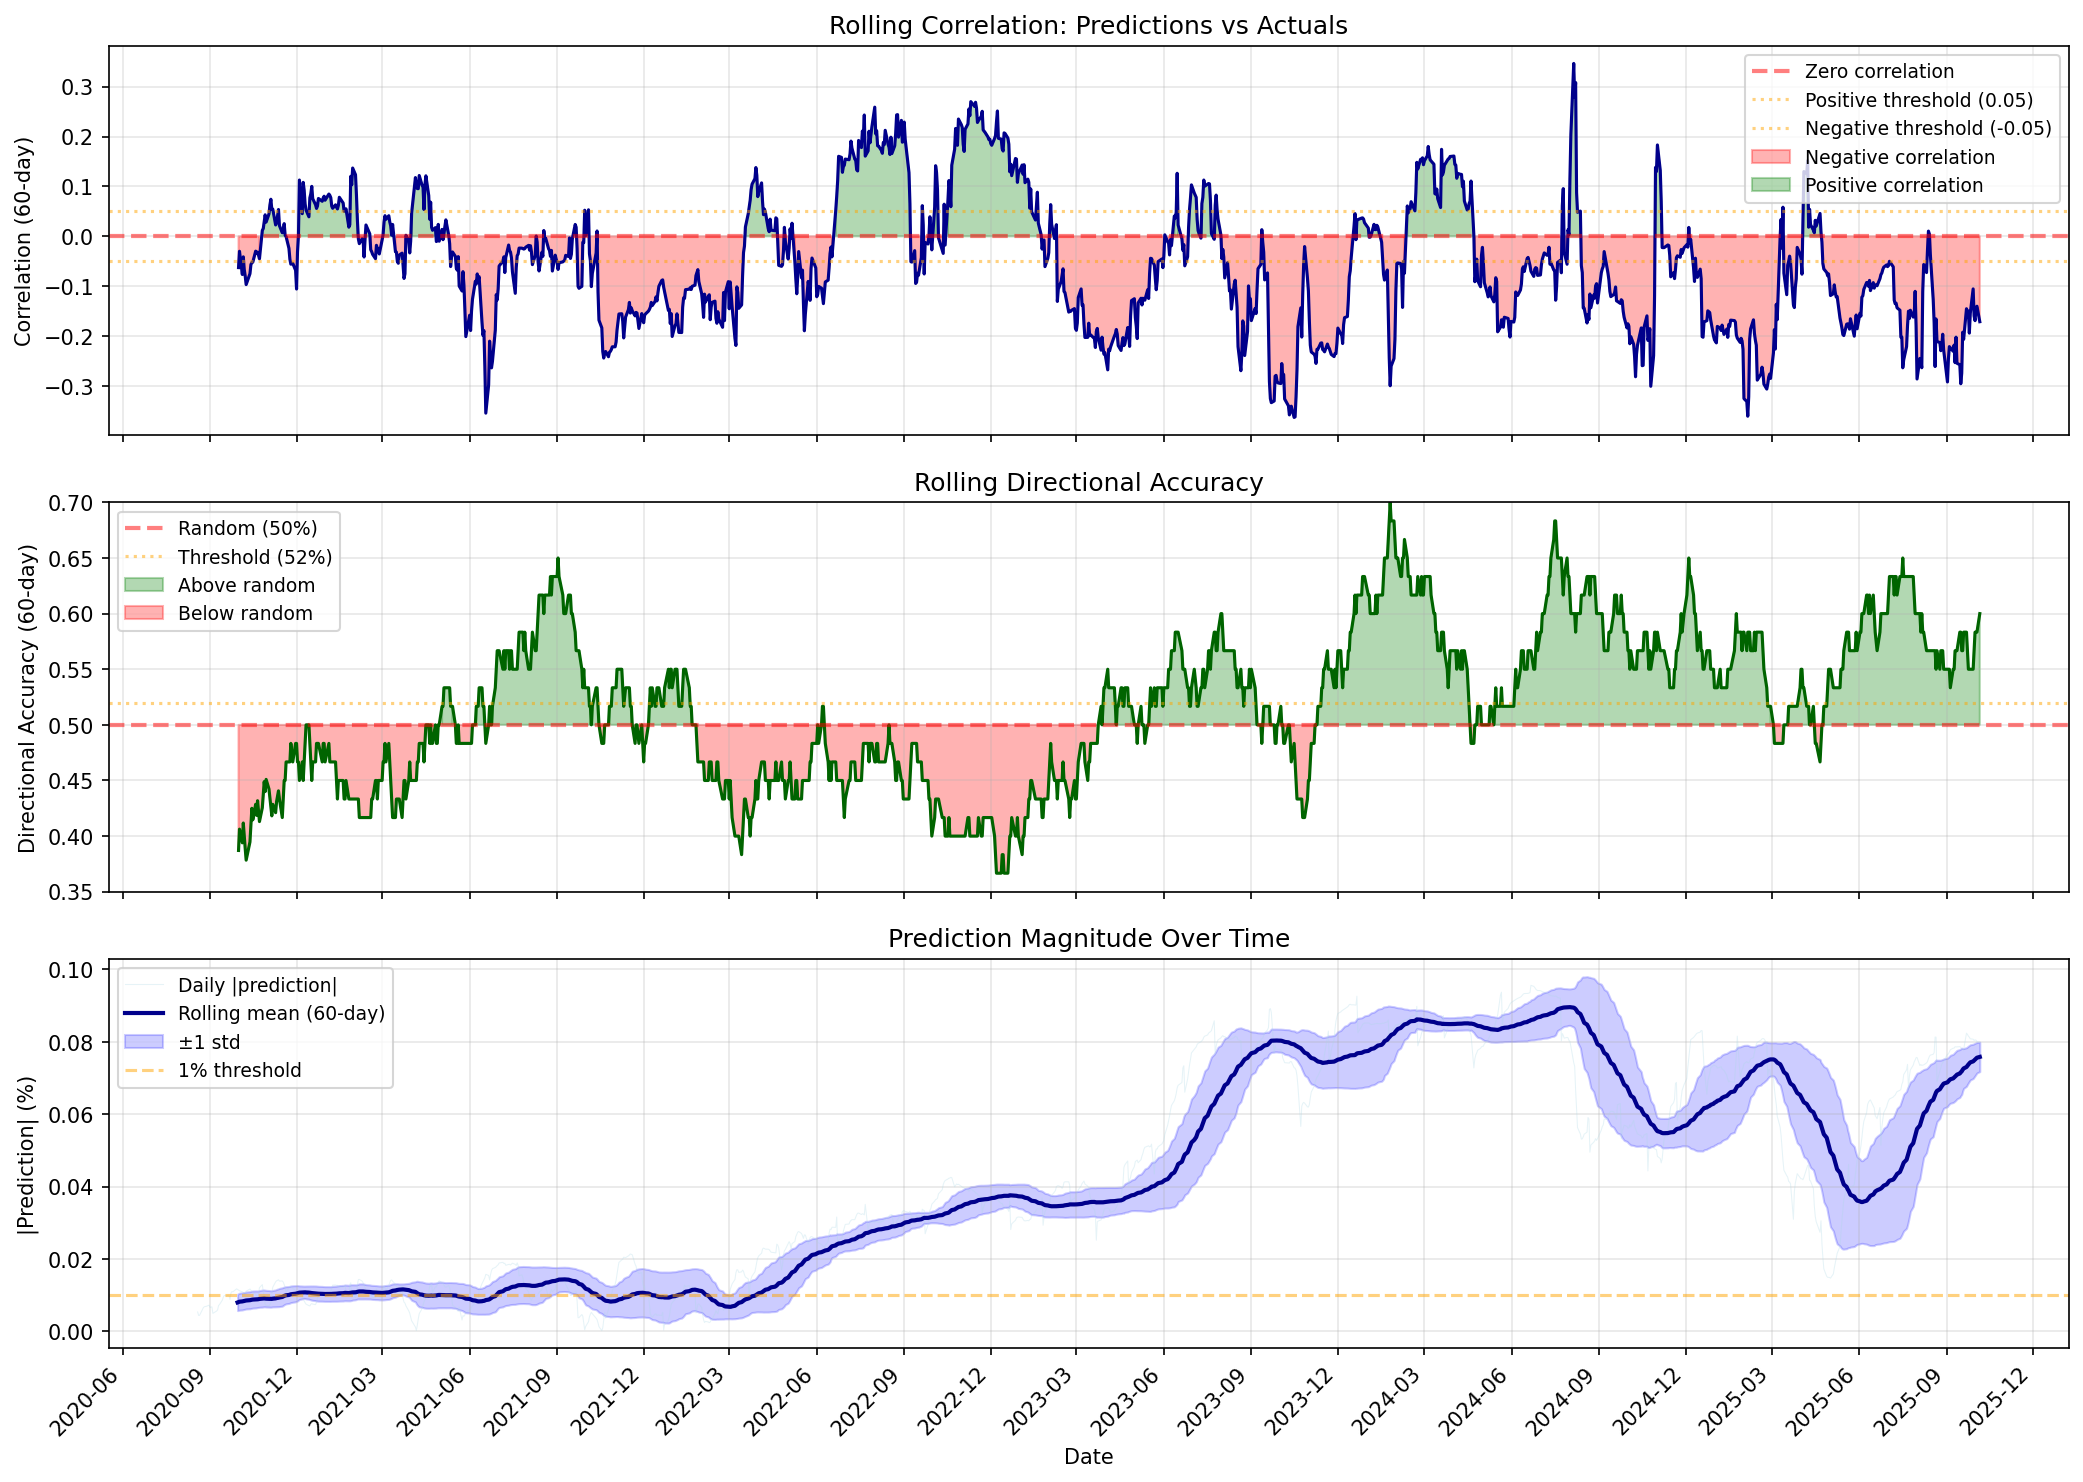 Rolling Correlation: Predictions vs Actuals
Correlation (60-day)
0.3
0.2
0.1
0.0
−0.1
−0.2
−0.3
Zero correlation
Positive threshold (0.05)
Negative threshold (-0.05)
Negative correlation
Positive correlation
Rolling Directional Accuracy
Directional Accuracy (60-day)
0.70
0.65
0.60
0.55
0.50
0.45
0.40
0.35
Random (50%)
Threshold (52%)
Above random
Below random
Prediction Magnitude Over Time
|Prediction| (%)
0.10
0.08
0.06
0.04
0.02
0.00
Daily |prediction|
Rolling mean (60-day)
±1 std
1% threshold
2020-06
2020-09
2020-12
2021-03
2021-06
2021-09
2021-12
2022-03
2022-06
2022-09
2022-12
2023-03
2023-06
2023-09
2023-12
2024-03
2024-06
2024-09
2024-12
2025-03
2025-06
2025-09
2025-12
Date